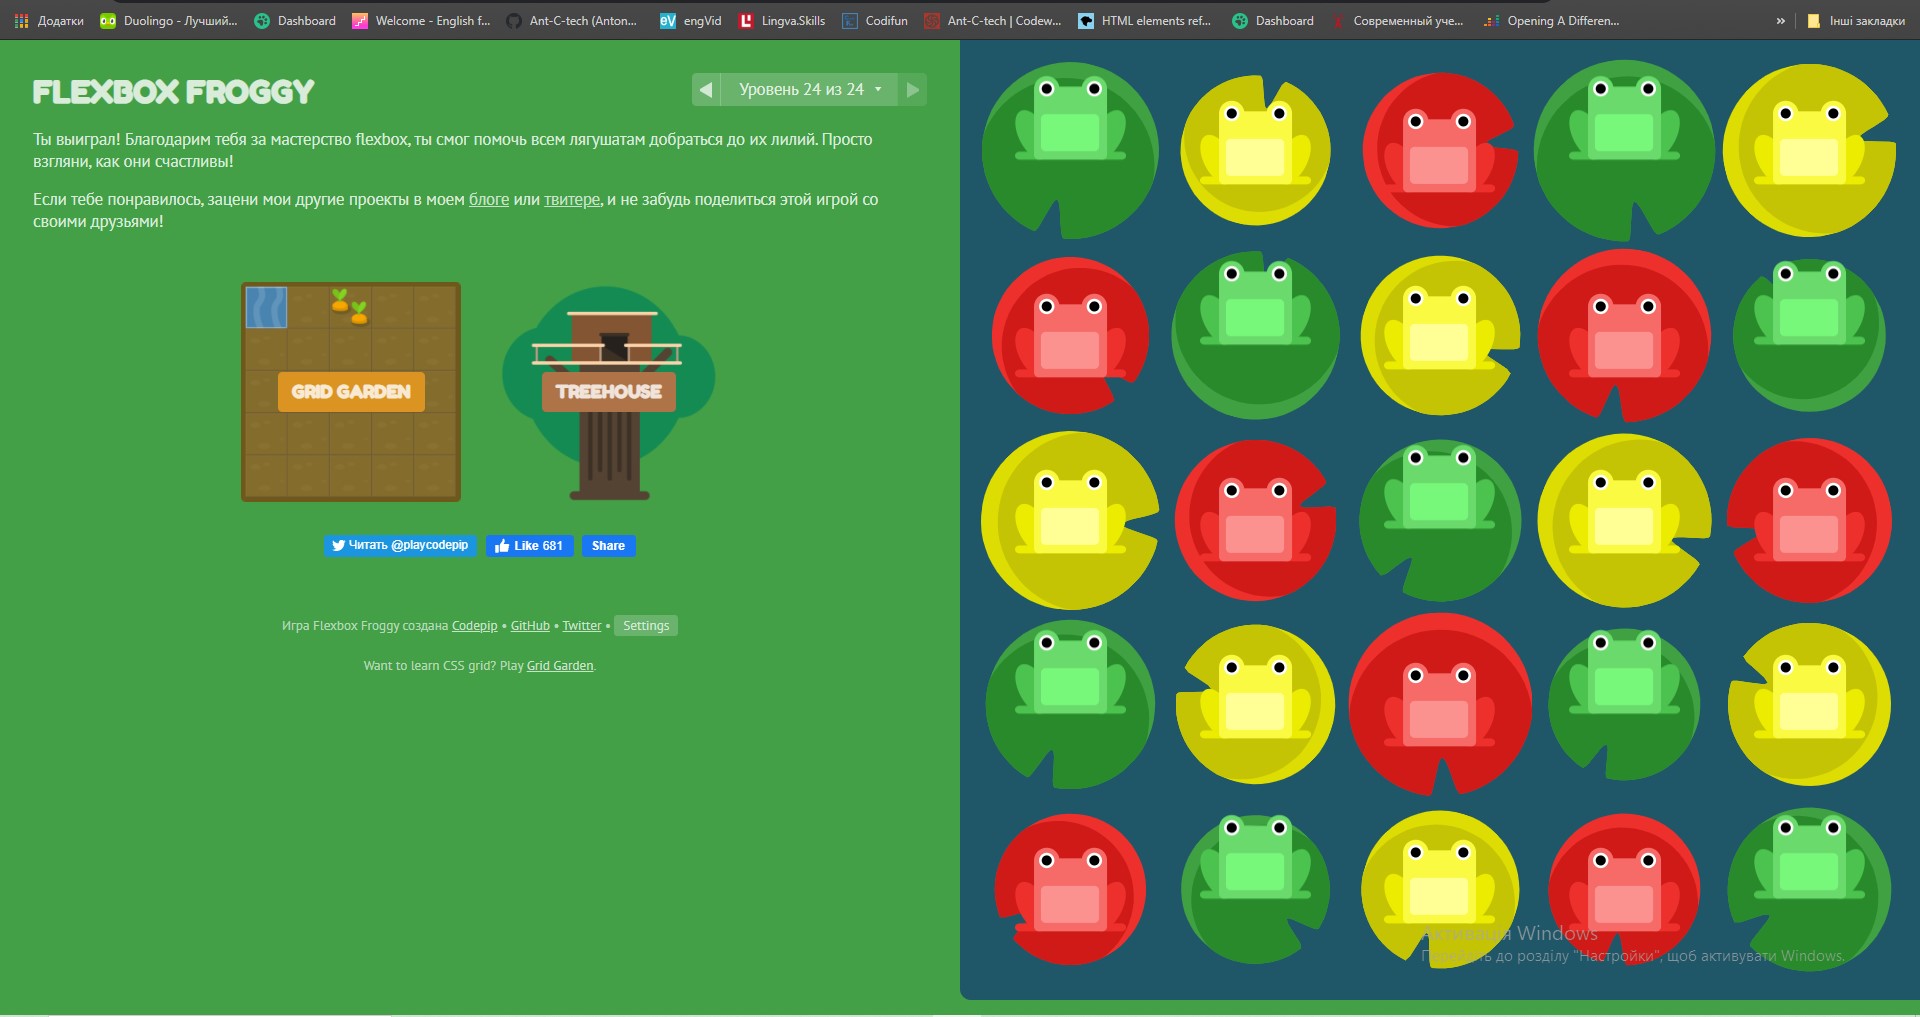 Додатки
Duolingo - Лучший...
Dashboard
Welcome - English f...
Ant-C-tech (Anton...
engVid
Lingva.Skills
Codifun
Ant-C-tech | Codew...
HTML elements ref...
Dashboard
Современный уче...
Opening A Differen...
»
Інші закладки
FLEXBOX FROGGY
Уровень 24 из 24
Ты выиграл! Благодарим тебя за мастерство flexbox, ты смог помочь всем лягушатам добраться до их лилий. Просто
взгляни, как они счастливы!
Если тебе понравилось, зацени мои другие проекты в моем блоге или твитере, и не забудь поделиться этой игрой со
своими друзьями!
GRID GARDEN
TREEHOUSE
Читать @playcodepip
Like 681
Share
Игра Flexbox Froggy создана Codepip • GitHub • Twitter • Settings
Want to learn CSS grid? Play Grid Garden.
Активація Windows
Перейдіть до розділу "Настройки", щоб активувати Windows.